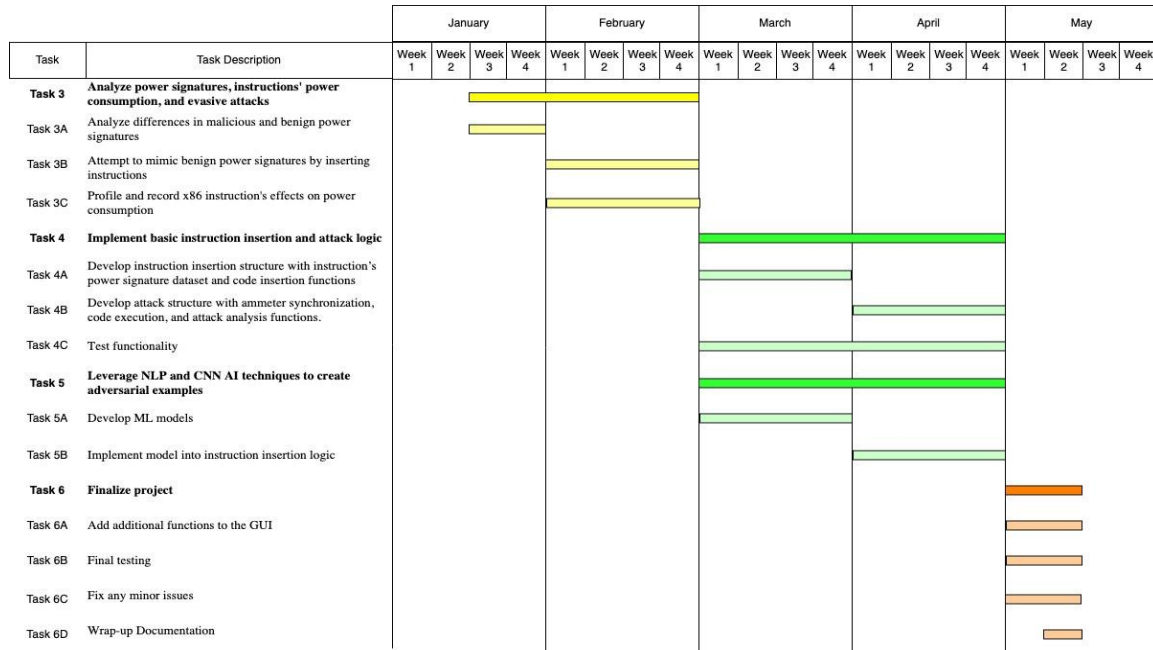 January February March April May
Task Task Description Week 1 Week 2 Week 3 Week 4 Week 1 Week 2 Week 3 Week 4 Week 1 Week 2 Week 3 Week 4 Week 1 Week 2 Week 3 Week 4 Week 1 Week 2 Week 3 Week 4
Task 3 Analyze power signatures, instructions' power
consumption, and evasive attacks
Task 3A Analyze differences in malicious and benign power
signatures
Task 3B Attempt to mimic benign power signatures by inserting
instructions
Task 3C Profile and record x86 instruction's effects on power
consumption
Task 4 Implement basic instruction insertion and attack logic
Task 4A Develop instruction insertion structure with instruction’s
power signature dataset and code insertion functions
Task 4B Develop attack structure with ammeter synchronization,
code execution, and attack analysis functions.
Task 4C Test functionality
Task 5 Leverage NLP and CNN AI techniques to create
adversarial examples
Task 5A Develop ML models
Task 5B Implement model into instruction insertion logic
Task 6 Finalize project
Task 6A Add additional functions to the GUI
Task 6B Final testing
Task 6C Fix any minor issues
Task 6D Wrap-up Documentation